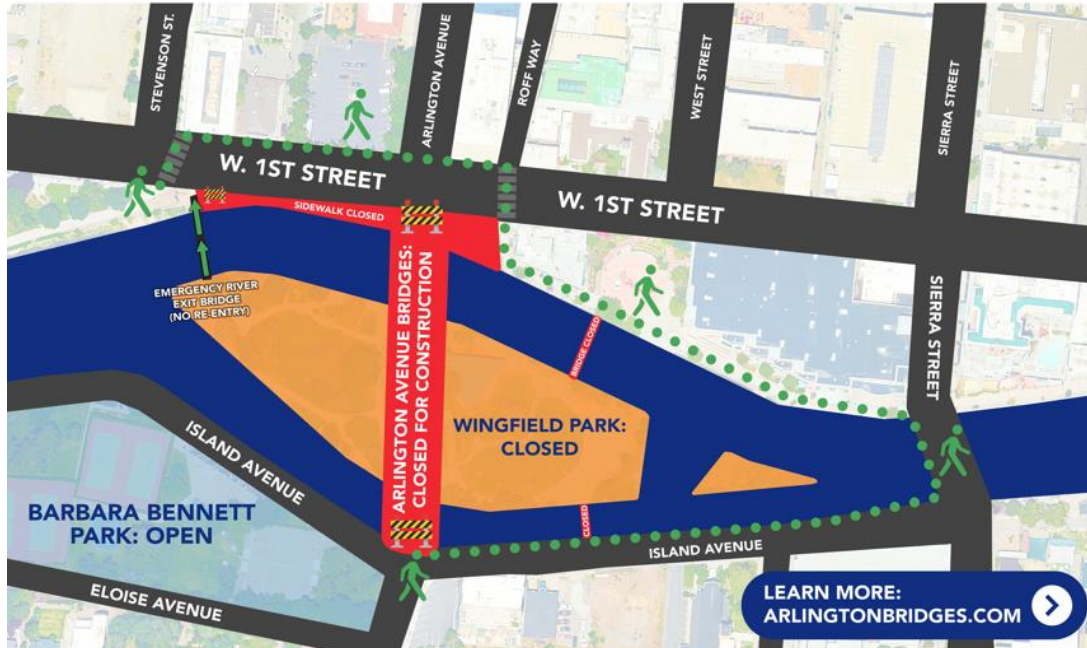 STEVENSON ST.
ARLINGTON AVENUE
ROFF WAY
WEST STREET
SIERRA STREET
W. 1ST STREET
W. 1ST STREET
SIDEWALK CLOSED
EMERGENCY RIVER
EXIT BRIDGE
(NO RE-ENTRY)
ARLINGTON AVENUE BRIDGES:
CLOSED FOR CONSTRUCTION
BRIDGE CLOSED
SIERRA STREET
WINGFIELD PARK:
CLOSED
ISLAND AVENUE
BARBARA BENNETT
PARK: OPEN
CLOSED
ISLAND AVENUE
ELOISE AVENUE
LEARN MORE:
ARLINGTONBRIDGES.COM